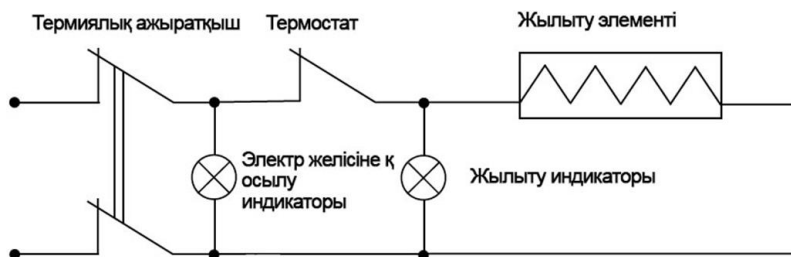 Термиялық ажыратқыш
Термостат
Жылыту элементі
Электр желісіне қ
осылу
индикаторы
Жылыту индикаторы